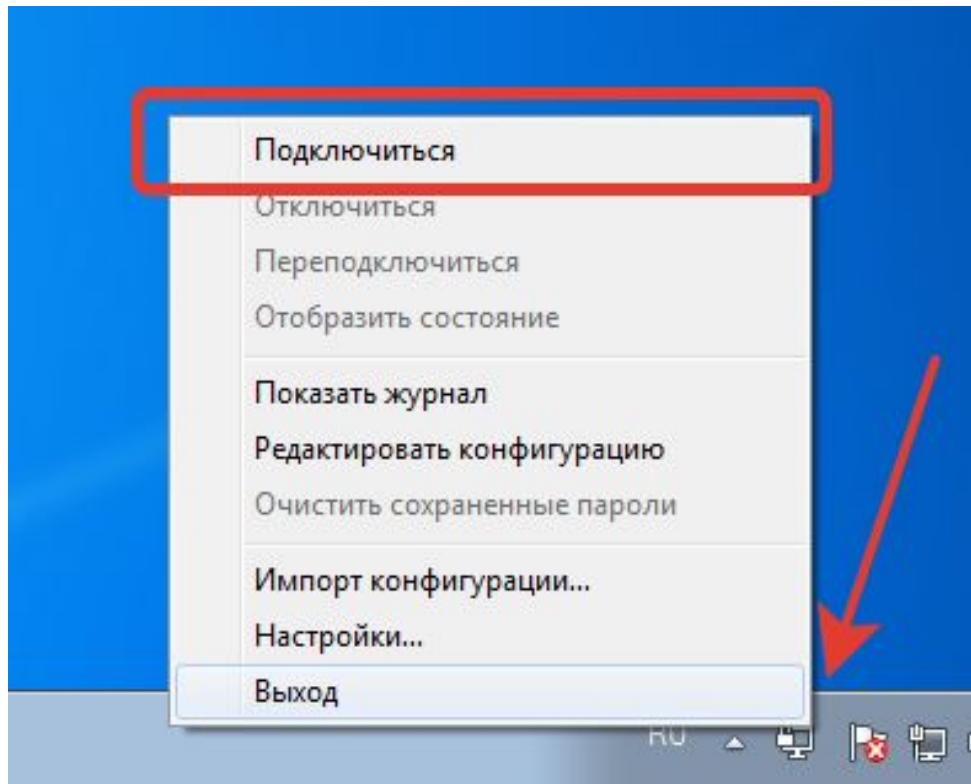 Подключиться
Отключиться
Переподключиться
Отобразить состояние
Показать журнал
Редактировать конфигурацию
Очистить сохраненные пароли
Импорт конфигурации...
Настройки...
Выход
RU